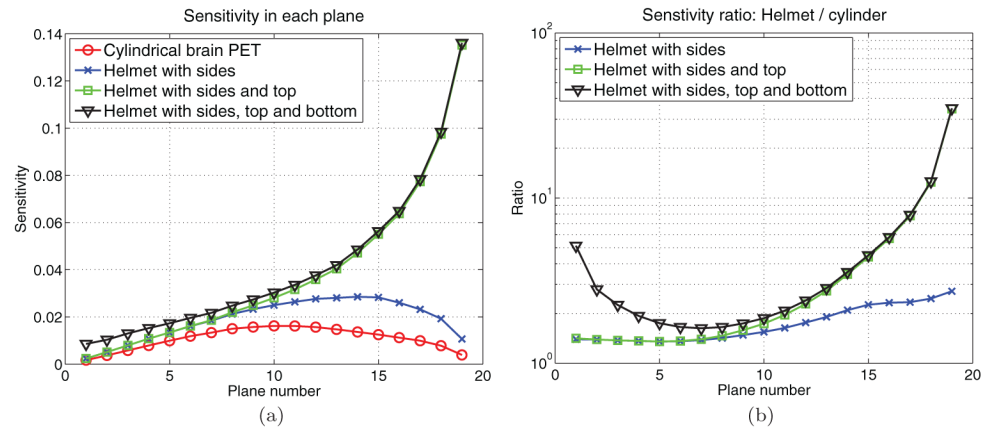 Sensitivity in each plane
0.14
0.12
0.1
0.08
0.06
0.04
0.02
0
Sensitivity
Cylindrical brain PET
Helmet with sides
Helmet with sides and top
Helmet with sides, top and bottom
0 5 10 15 20
Plane number
(a)
Senstivity ratio: Helmet / cylinder
10^2
10^1
10^0
Ratio
Helmet with sides
Helmet with sides and top
Helmet with sides, top and bottom
0 5 10 15 20
Plane number
(b)